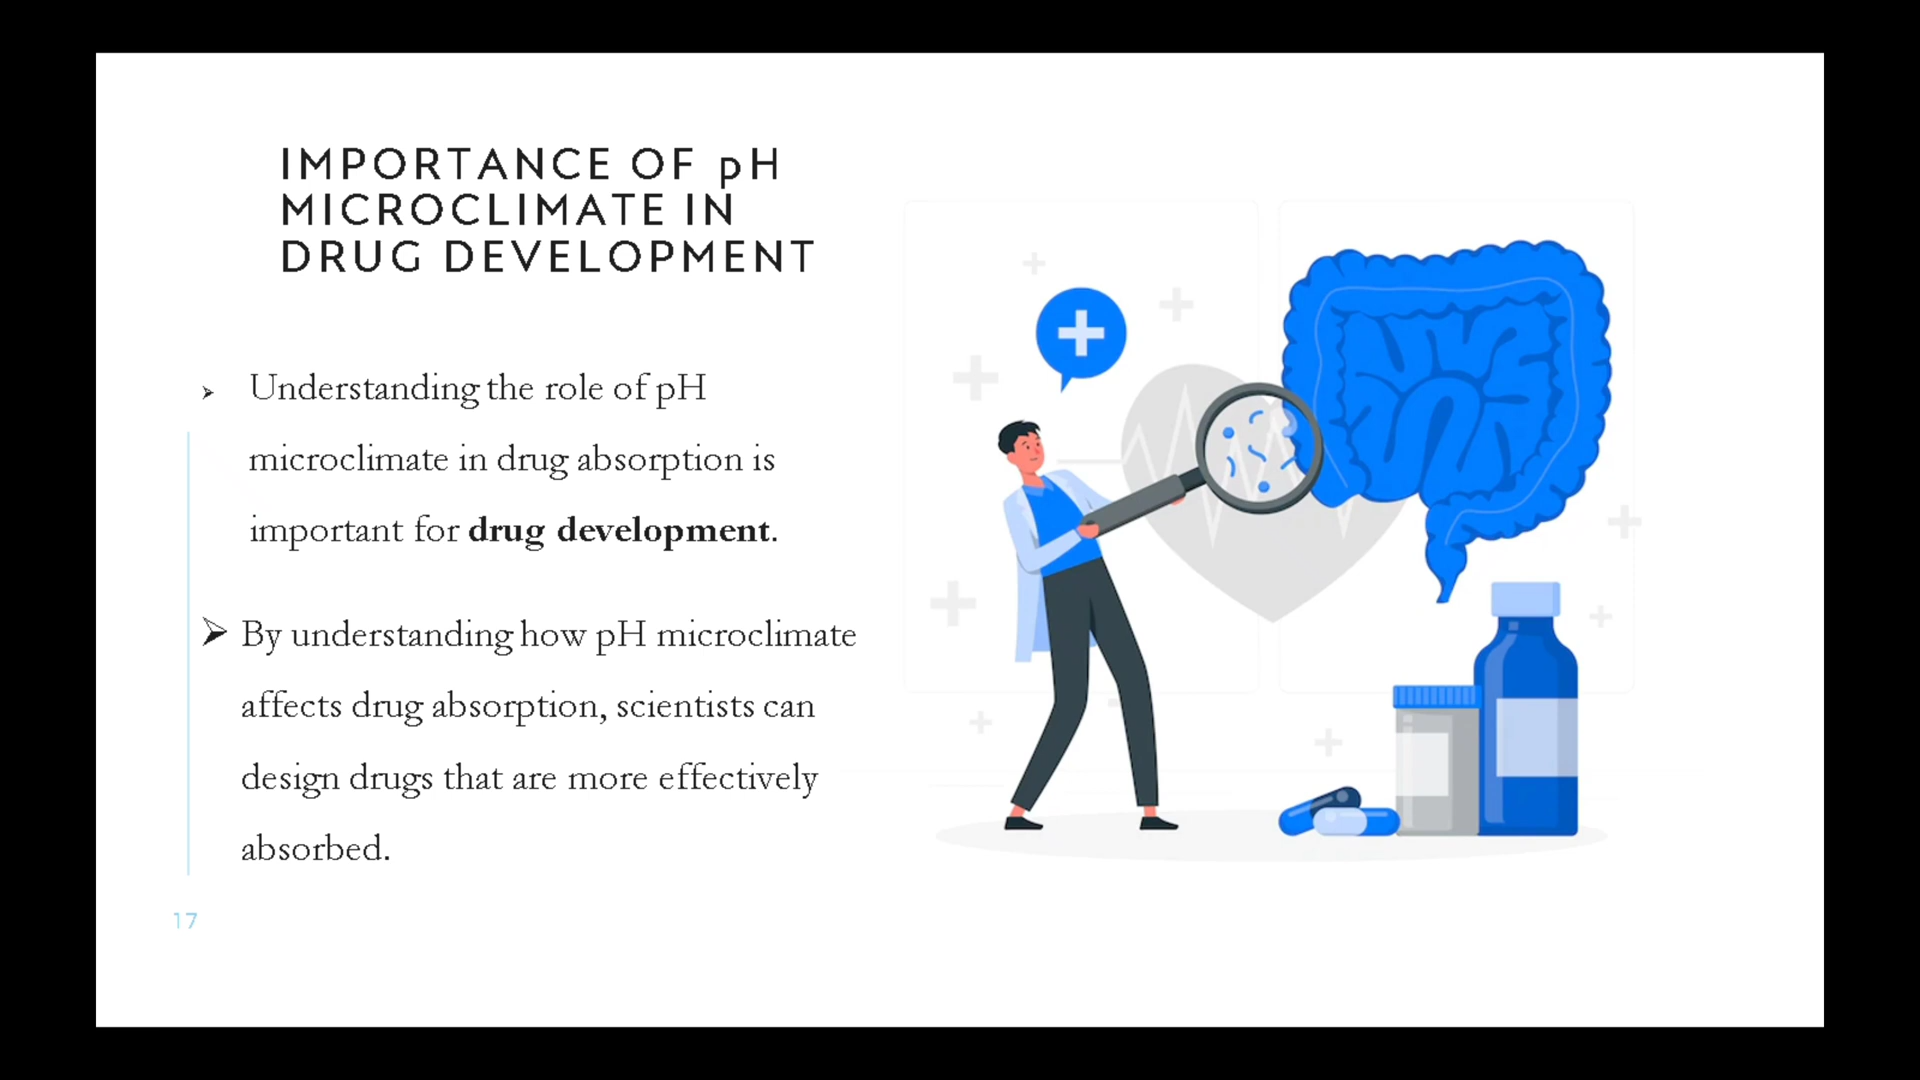 IMPORTANCE OF pH
MICROCLIMATE IN
DRUG DEVELOPMENT
➢ Understanding the role of pH
microclimate in drug absorption is
important for drug development.
➢ By understanding how pH microclimate
affects drug absorption, scientists can
design drugs that are more effectively
absorbed.
17